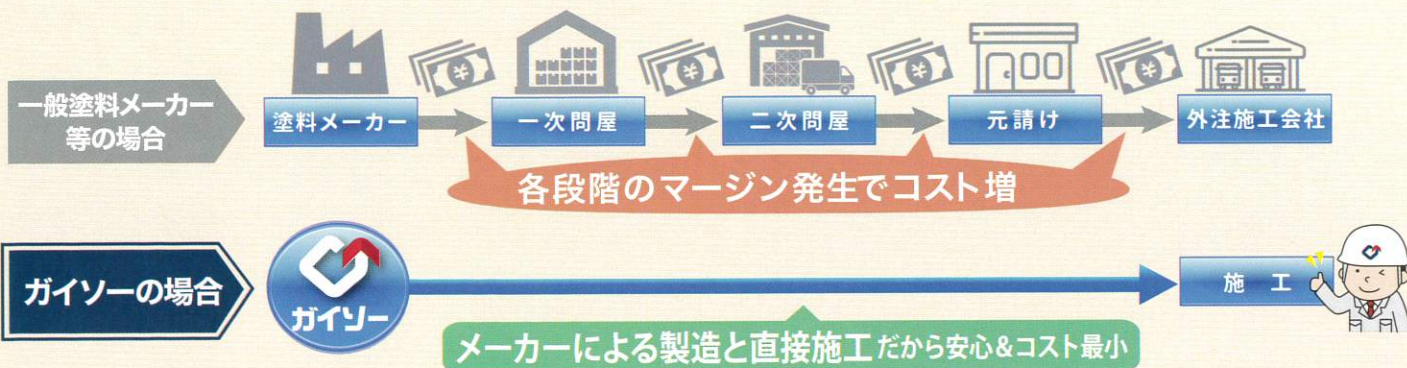 一般塗料メーカー
等の場合
塗料メーカー
¥
一次問屋
¥
二次問屋
¥
元請け
¥
外注施工会社
各段階のマージン発生でコスト増
ガイソーの場合
ガイソー
施工
メーカーによる製造と直接施工だから安心&コスト最小